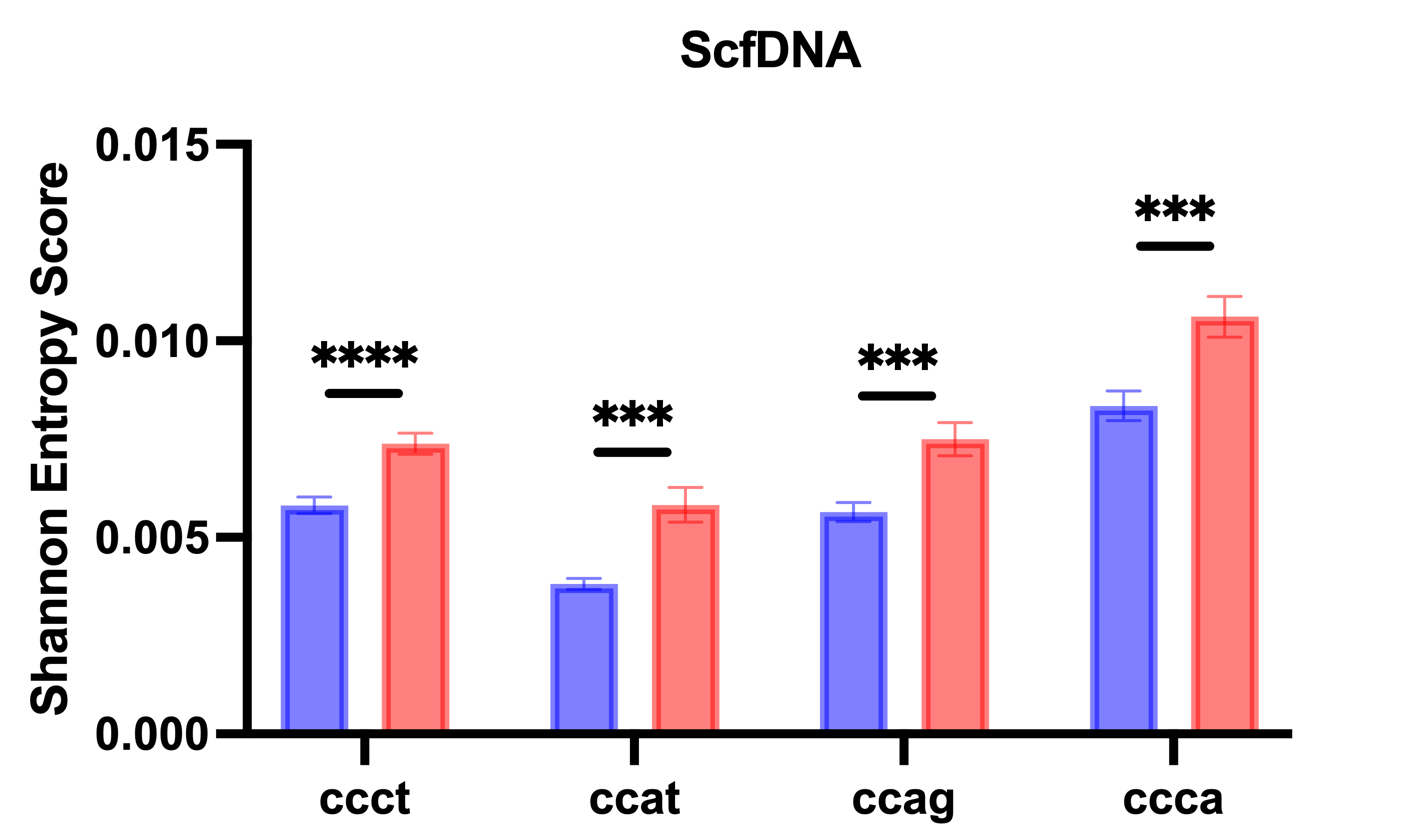 ScfDNA
Shannon Entropy Score
0.015
0.010
0.005
0.000
****
***
***
***
ccct
ccat
ccag
ccca